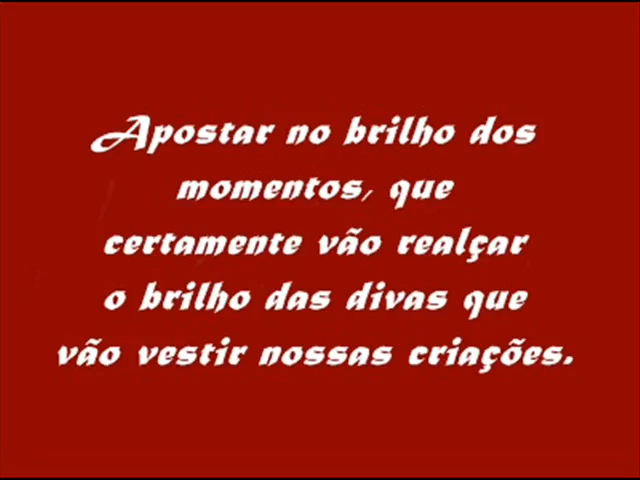 Apostar no brilho dos
momentos, que
certamente vão realçar
o brilho das divas que
vão vestir nossas criações.